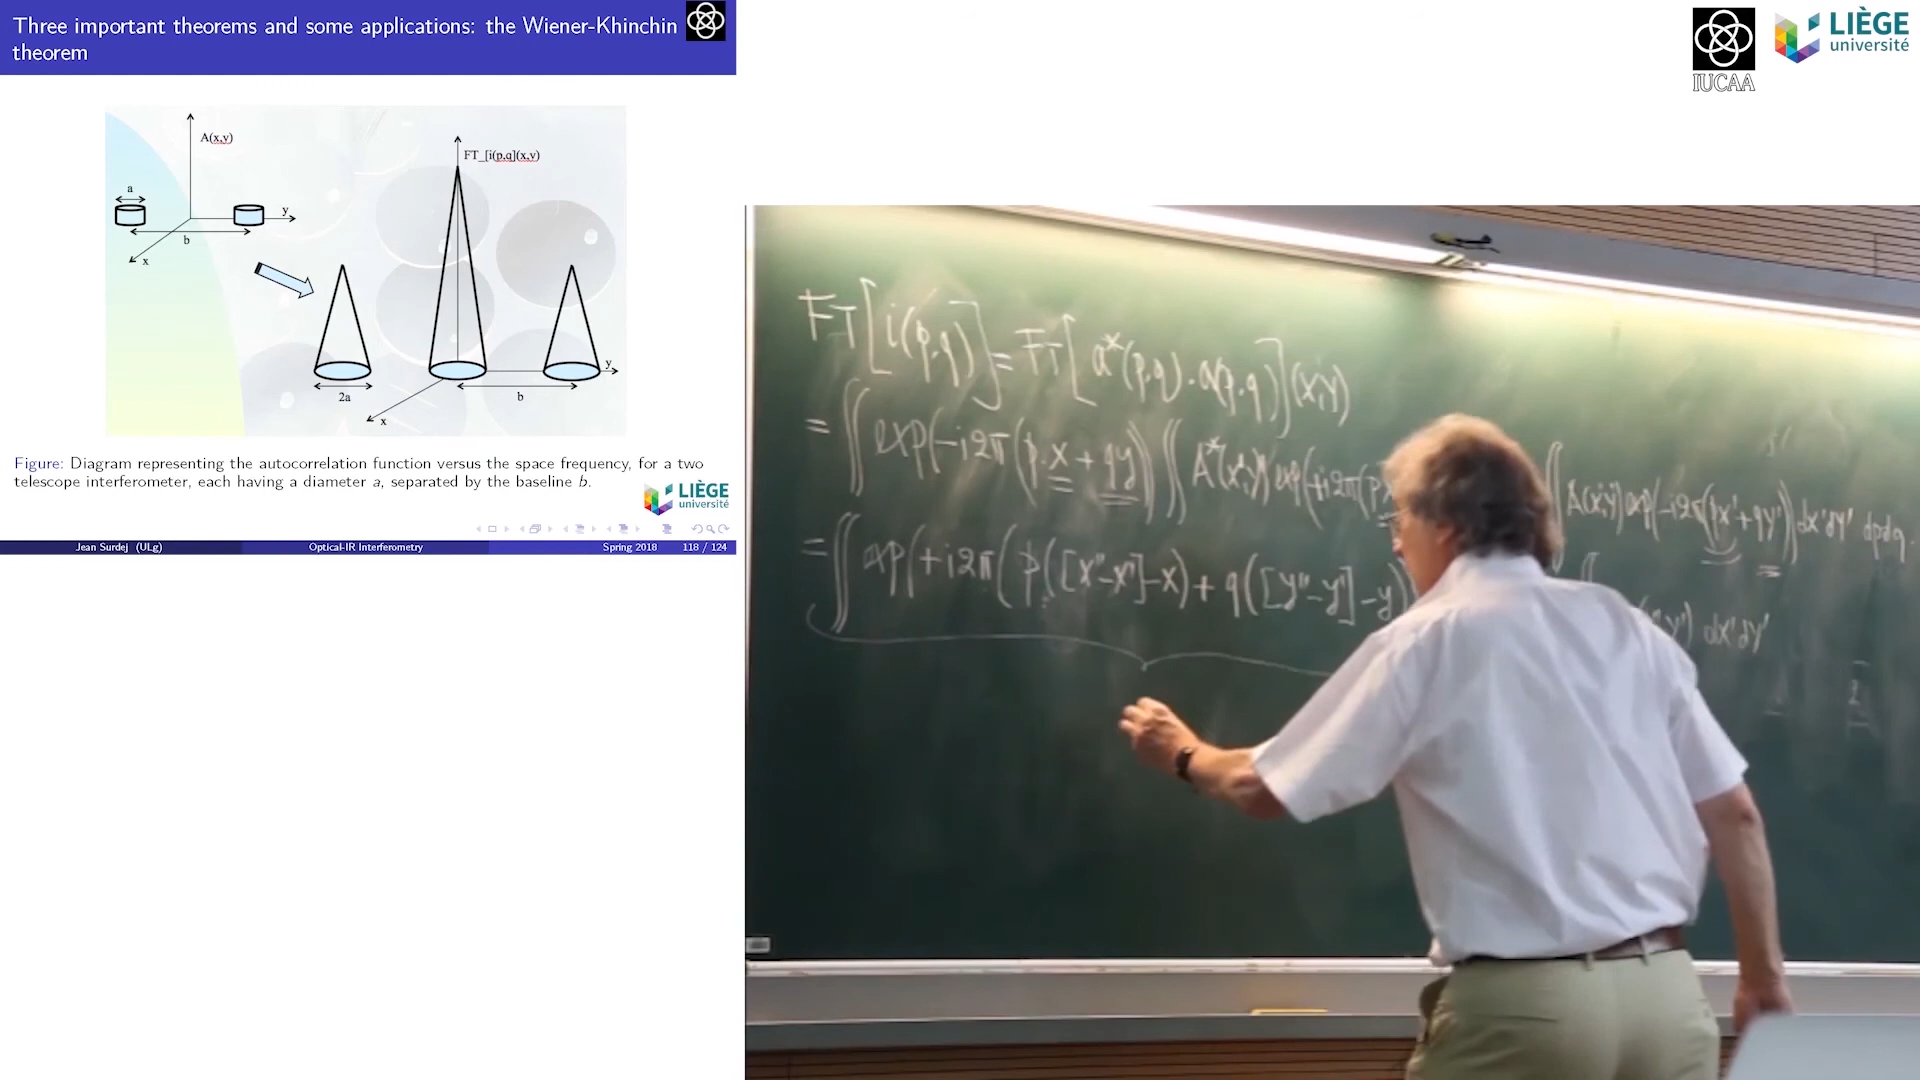 Three important theorems and some applications: the Wiener-Khinchin
theorem
A(x,y)
FT_[i(p,q](x,y)
a
y
b
x
2a
b
y
x
Figure: Diagram representing the autocorrelation function versus the space frequency, for a two
telescope interferometer, each having a diameter a, separated by the baseline b.
LIÈGE
université
Jean Surdej (ULg) Optical-IR Interferometry Spring 2018 118 / 124
IUCAA
LIÈGE
université
FT[i(p,q)] = FT[a*(p,q).a(p,q)](x,y)
= ∬ exp(-i2π(p.x + qy)) ∬ A*(x",y") exp(+i2π(p ∬ A(x',y') exp(-i2π(px'+qy')) dx'dy' dpdq.
= ∬ exp(+i2π(p([x"-x']-x) + q([y"-y']-y) y') dx'dy'